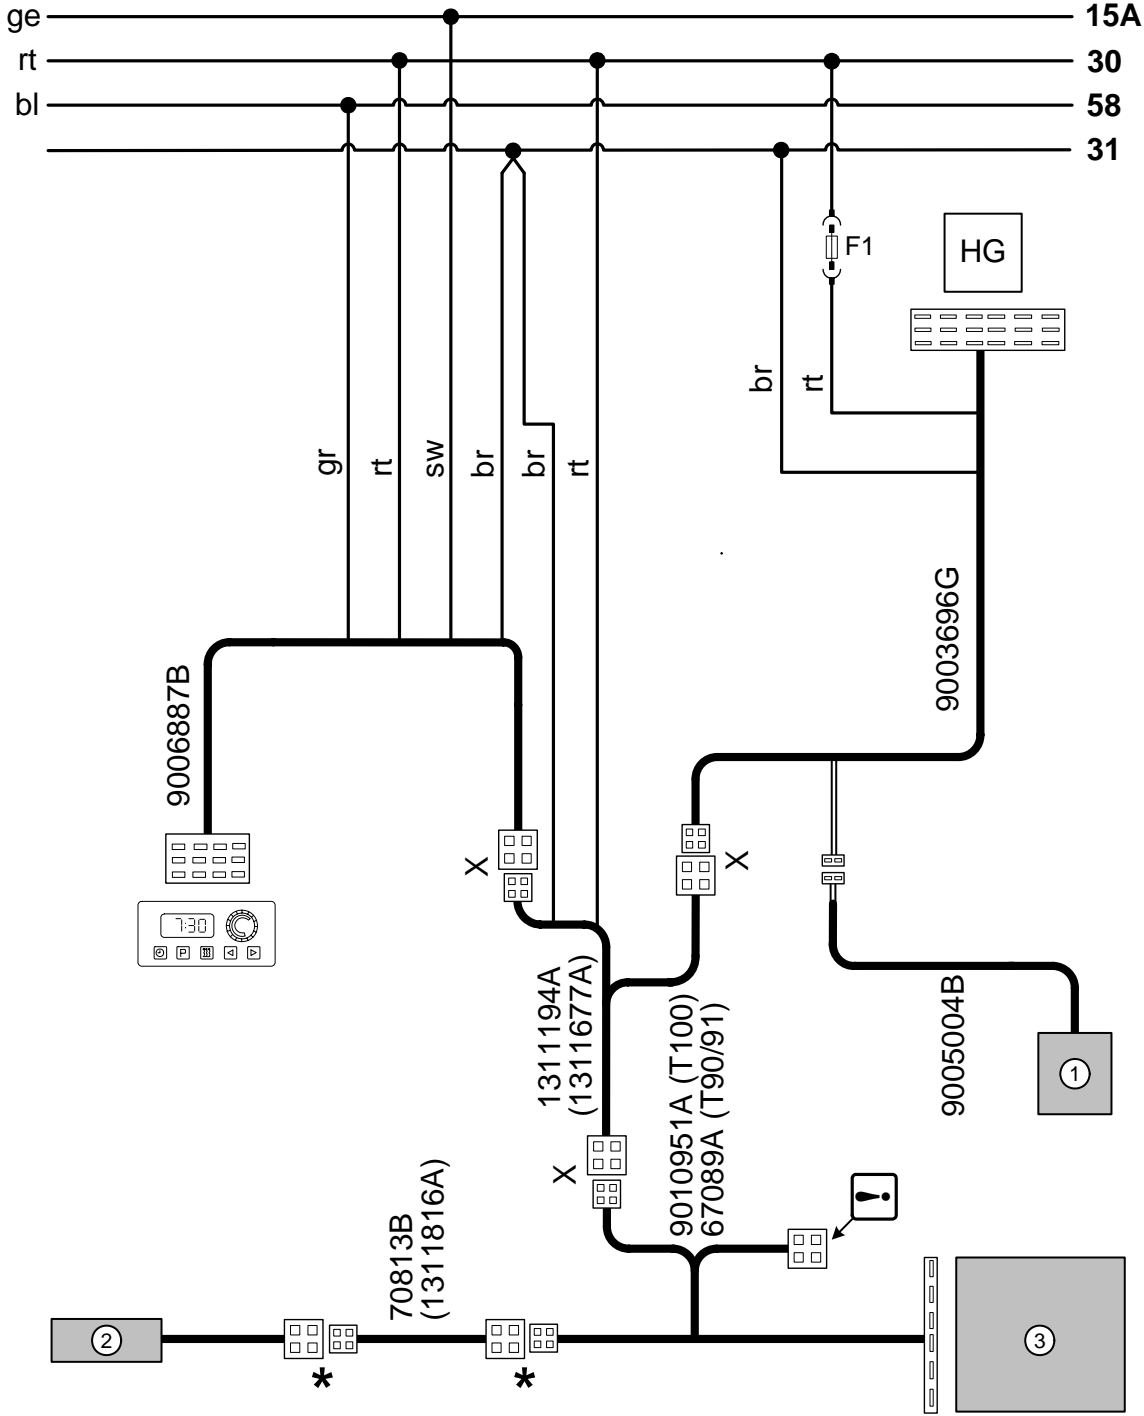 ge 15A
rt 30
bl 58
31
F1
HG
br
rt
gr
rt
sw
br
br
rt
9003696G
9006887B
X
X
7:30
P
1311194A
(1311677A)
9010951A (T100)
67089A (T90/91)
9005004B
1
X
!
70813B
(1311816A)
2
3
*
*